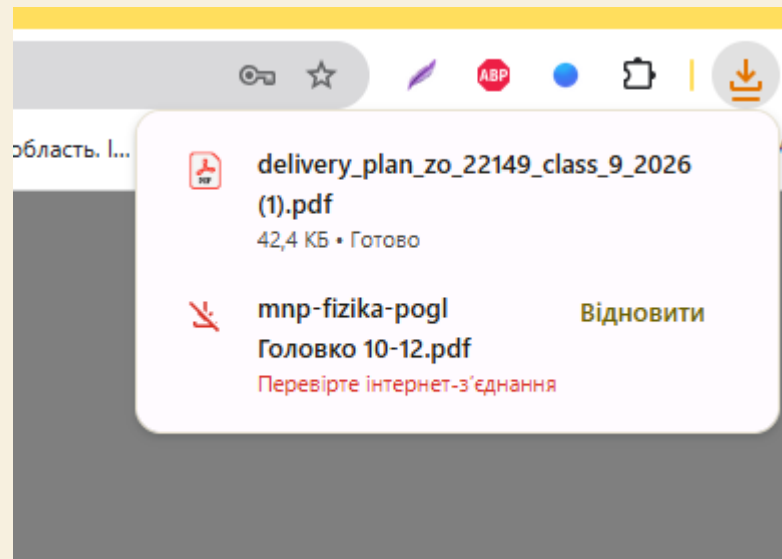 ABP
область. І...
delivery_plan_zo_22149_class_9_2026
(1).pdf
42,4 КБ • Готово
mnp-fizika-pogl
Головко 10-12.pdf
Відновити
Перевірте інтернет-з'єднання